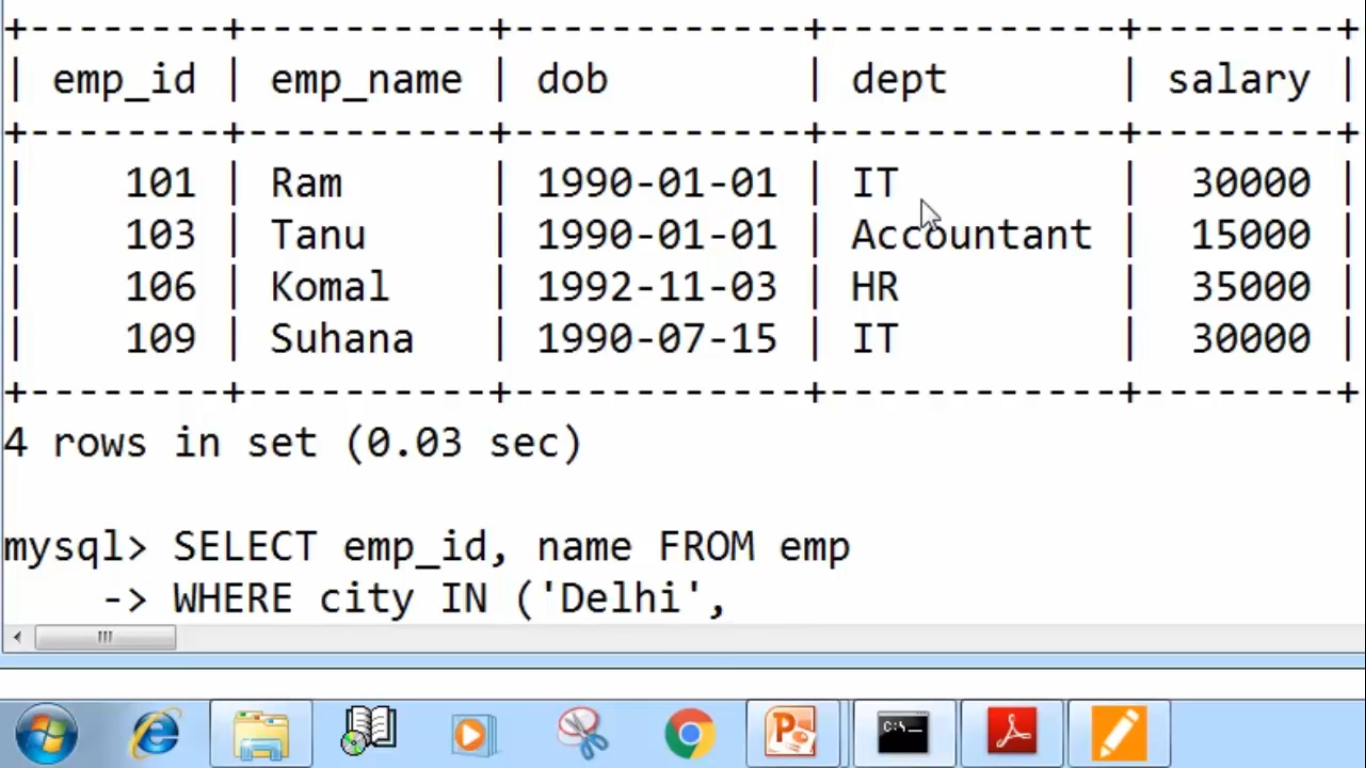 +--------+----------+------------+------------+--------+
| emp_id | emp_name | dob        | dept       | salary |
+--------+----------+------------+------------+--------+
|    101 | Ram      | 1990-01-01 | IT         |  30000 |
|    103 | Tanu     | 1990-01-01 | Accountant |  15000 |
|    106 | Komal    | 1992-11-03 | HR         |  35000 |
|    109 | Suhana   | 1990-07-15 | IT         |  30000 |
+--------+----------+------------+------------+--------+
4 rows in set (0.03 sec)
mysql> SELECT emp_id, name FROM emp
    -> WHERE city IN ('Delhi',
C:\_